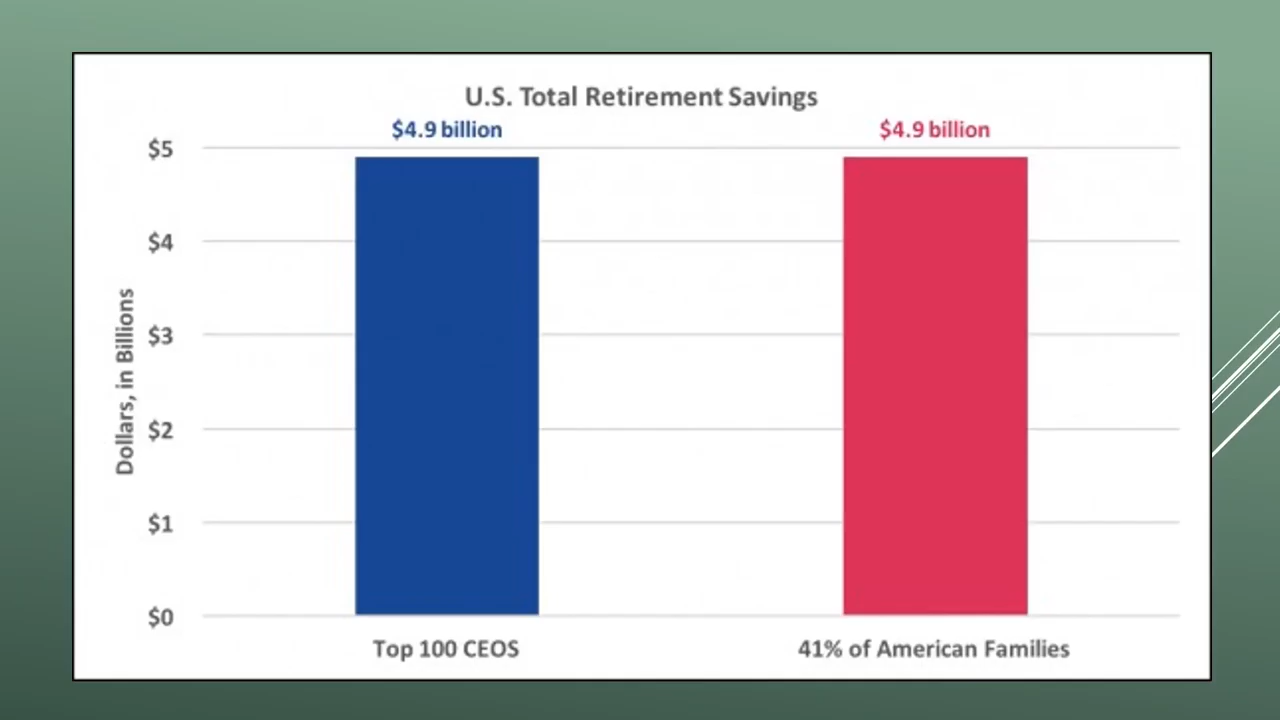 U.S. Total Retirement Savings
$4.9 billion
$4.9 billion
$5
$4
$3
$2
$1
$0
Dollars, in Billions
Top 100 CEOS
41% of American Families